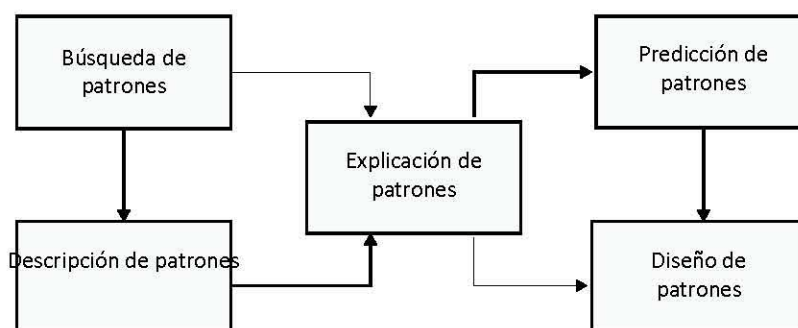 Búsqueda de
patrones
Predicción de
patrones
Explicación de
patrones
Descripción de patrones
Diseño de
patrones